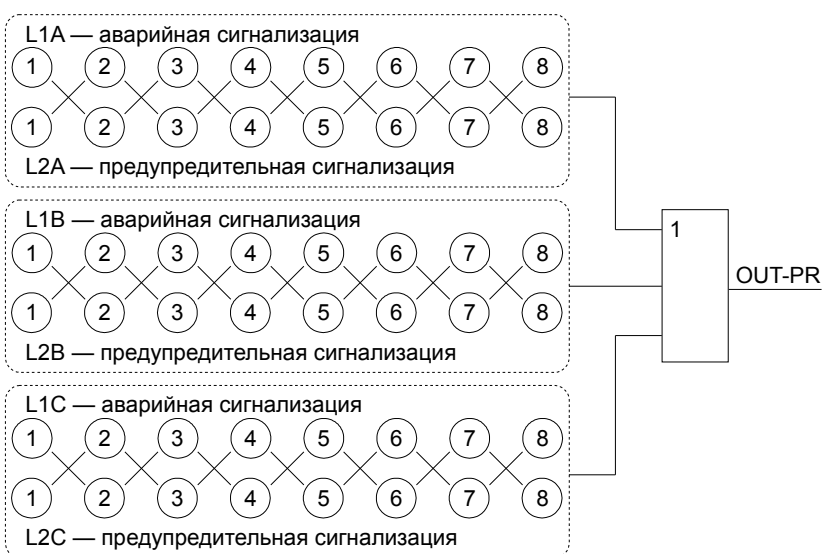 L1A — аварийная сигнализация
1 2 3 4 5 6 7 8
1 2 3 4 5 6 7 8
L2A — предупредительная сигнализация
L1B — аварийная сигнализация
1 2 3 4 5 6 7 8
1 2 3 4 5 6 7 8
L2B — предупредительная сигнализация
L1C — аварийная сигнализация
1 2 3 4 5 6 7 8
1 2 3 4 5 6 7 8
L2C — предупредительная сигнализация
1
OUT-PR